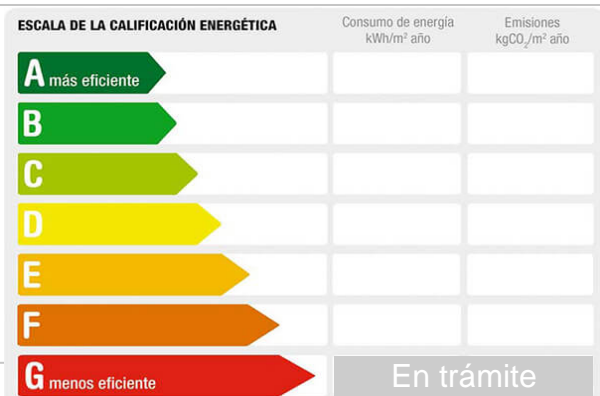 ESCALA DE LA CALIFICACIÓN ENERGÉTICA
Consumo de energía
kWh/m² año
Emisiones
kgCO₂/m² año
A más eficiente
B
C
D
E
F
G menos eficiente
En trámite